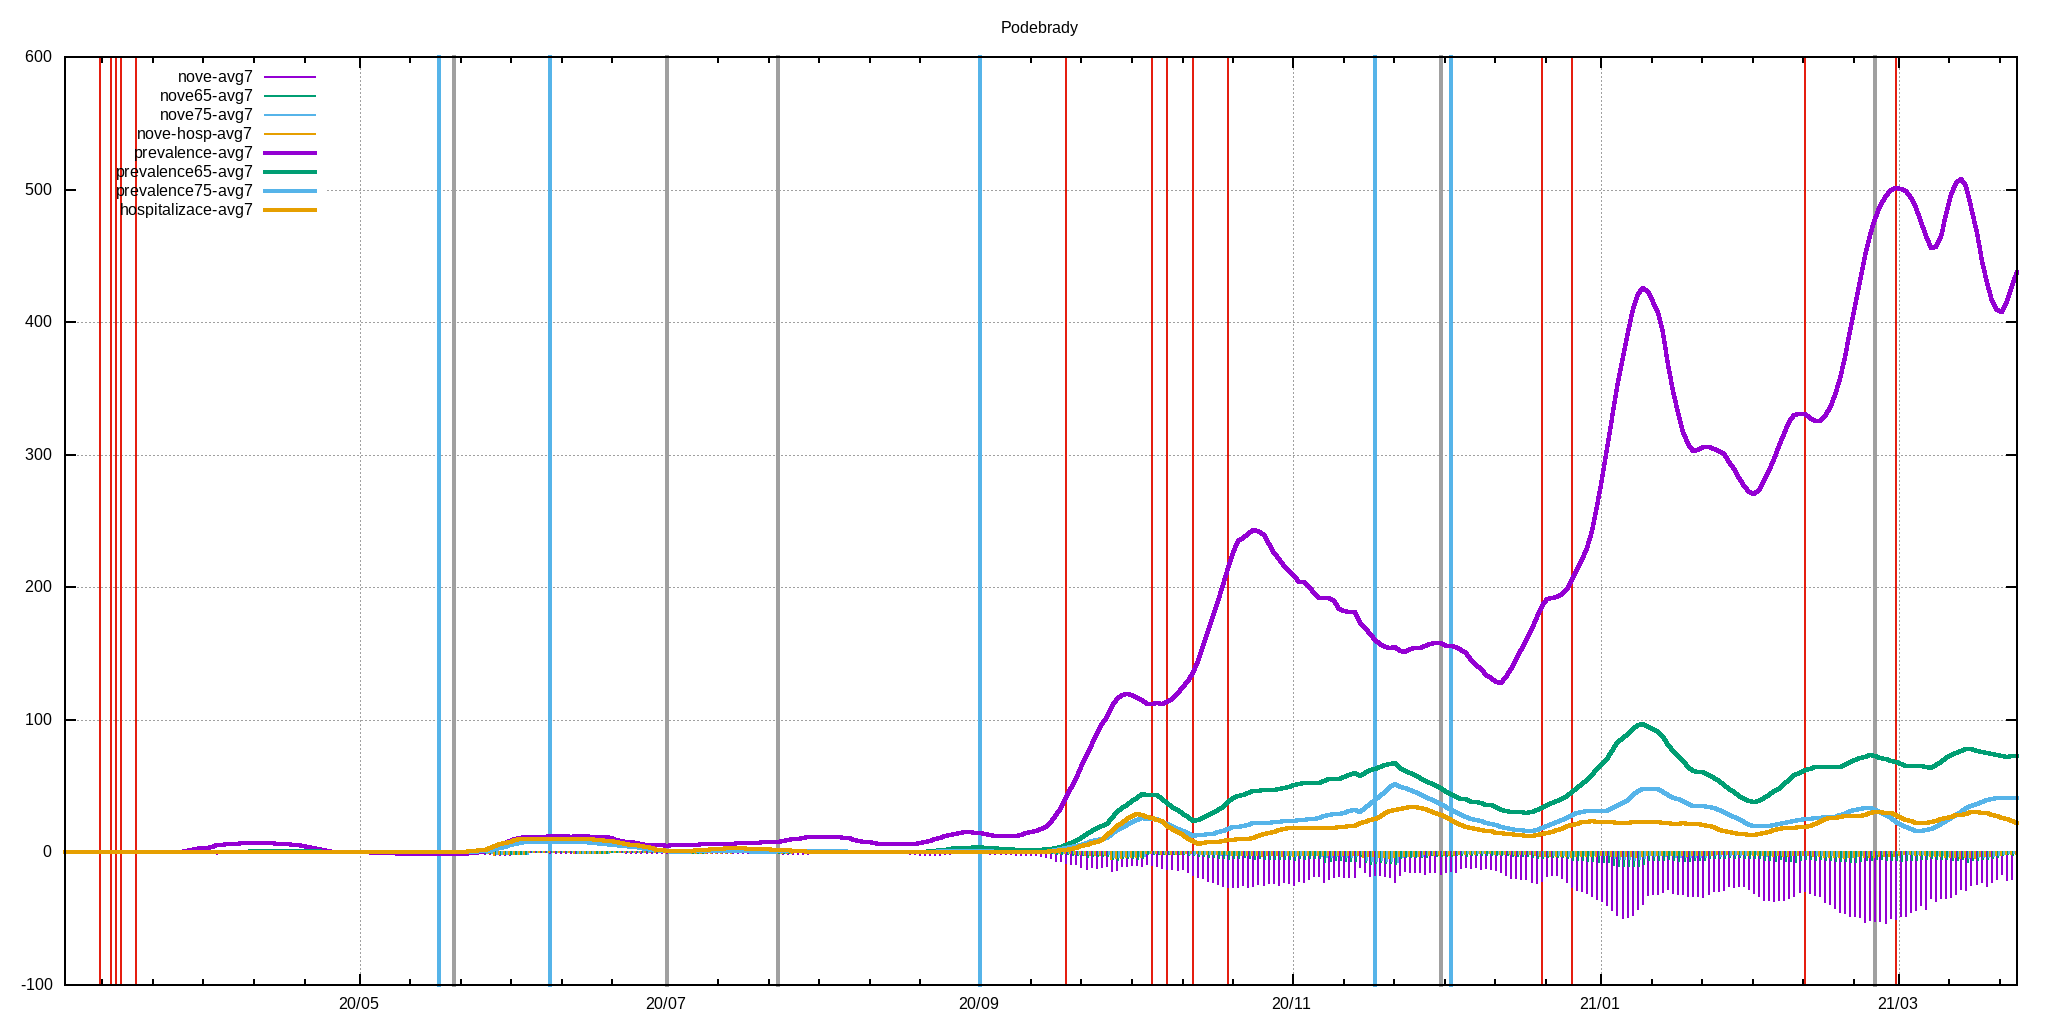 Podebrady
600
500
400
300
200
100
0
-100
nove-avg7
nove65-avg7
nove75-avg7
nove-hosp-avg7
prevalence-avg7
prevalence65-avg7
prevalence75-avg7
hospitalizace-avg7
20/05
20/07
20/09
20/11
21/01
21/03